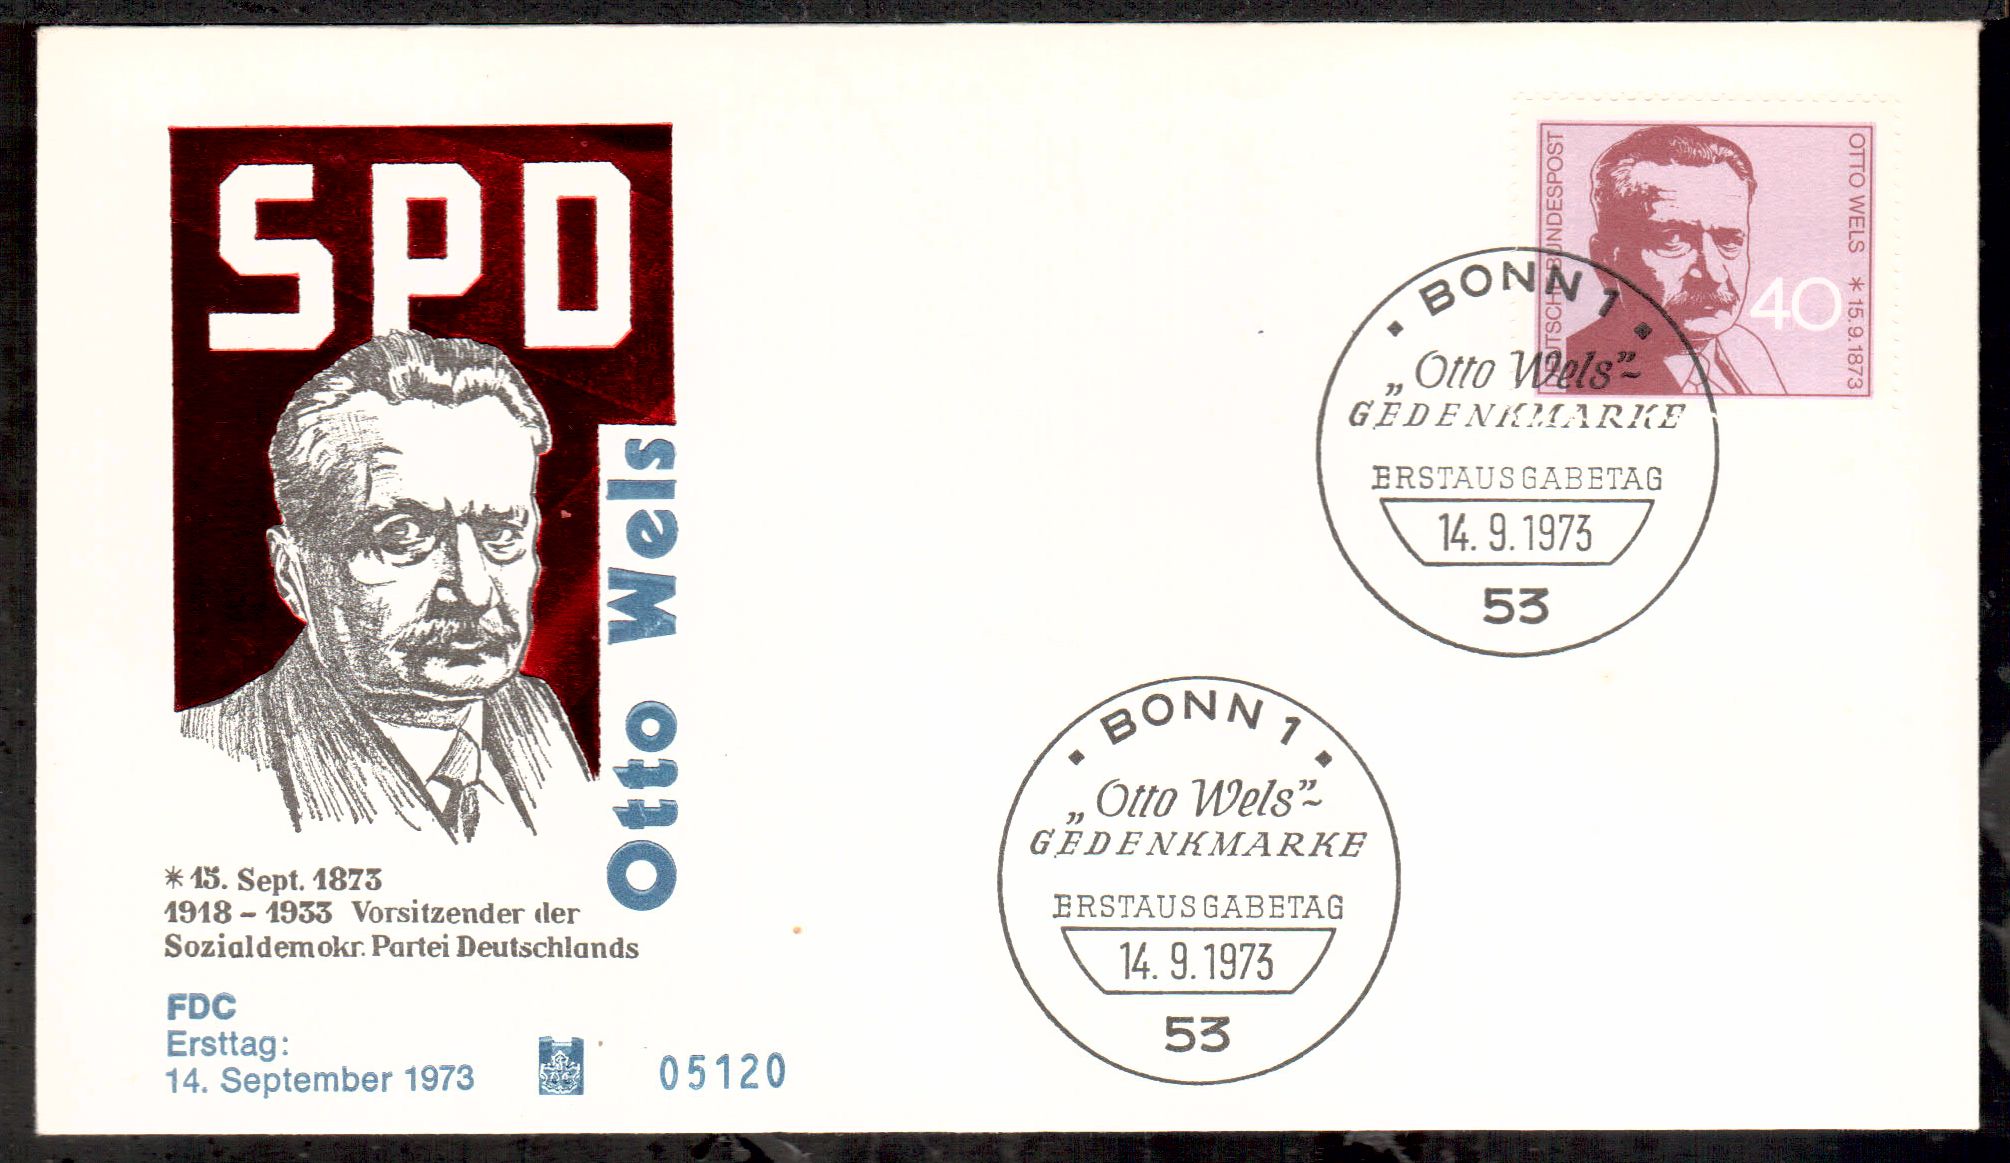 SPD
Otto Wels
* 15. Sept. 1873
1918 – 1933 Vorsitzender der
Sozialdemokr. Partei Deutschlands
FDC
Ersttag:
14. September 1973
05120
DEUTSCHE BUNDESPOST
OTTO WELS * 15.9.1873
40
BONN 1
„Otto Wels”~
GEDENKMARKE
ERSTAUSGABETAG
14. 9. 1973
53
BONN 1
„Otto Wels”~
GEDENKMARKE
ERSTAUSGABETAG
14. 9. 1973
53